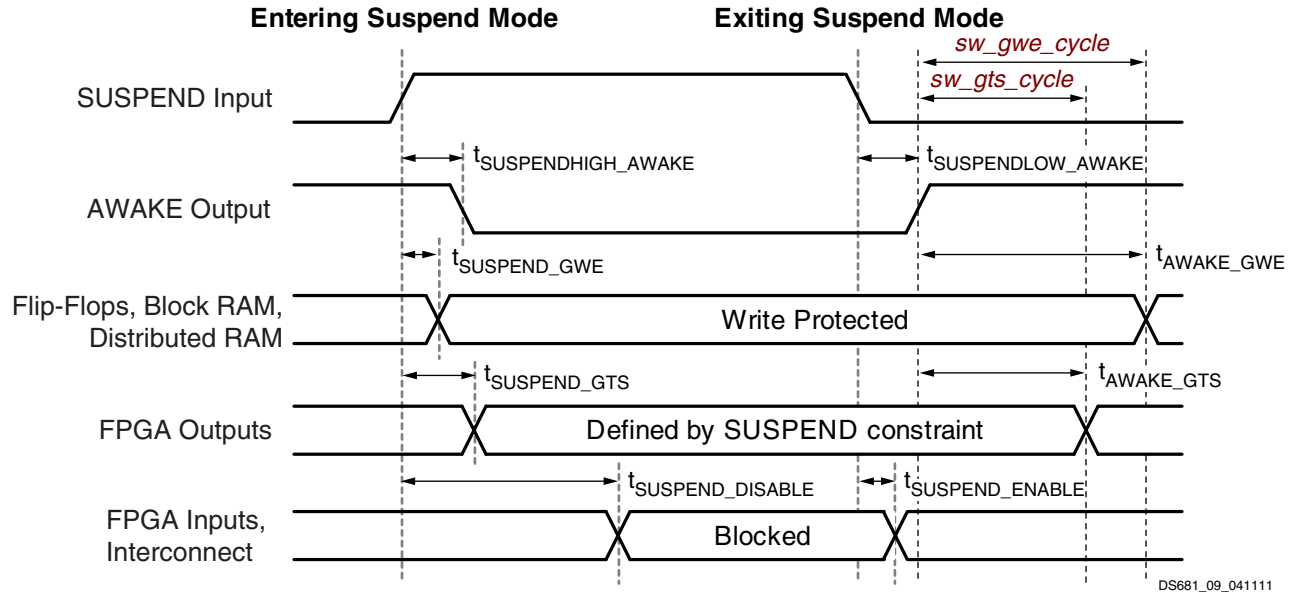 Entering Suspend Mode
Exiting Suspend Mode
sw_gwe_cycle
sw_gts_cycle
SUSPEND Input
tSUSPENDHIGH_AWAKE
tSUSPENDLOW_AWAKE
AWAKE Output
tSUSPEND_GWE
tAWAKE_GWE
Flip-Flops, Block RAM,
Distributed RAM
Write Protected
tSUSPEND_GTS
tAWAKE_GTS
FPGA Outputs
Defined by SUSPEND constraint
tSUSPEND_DISABLE
tSUSPEND_ENABLE
FPGA Inputs,
Interconnect
Blocked
DS681_09_041111